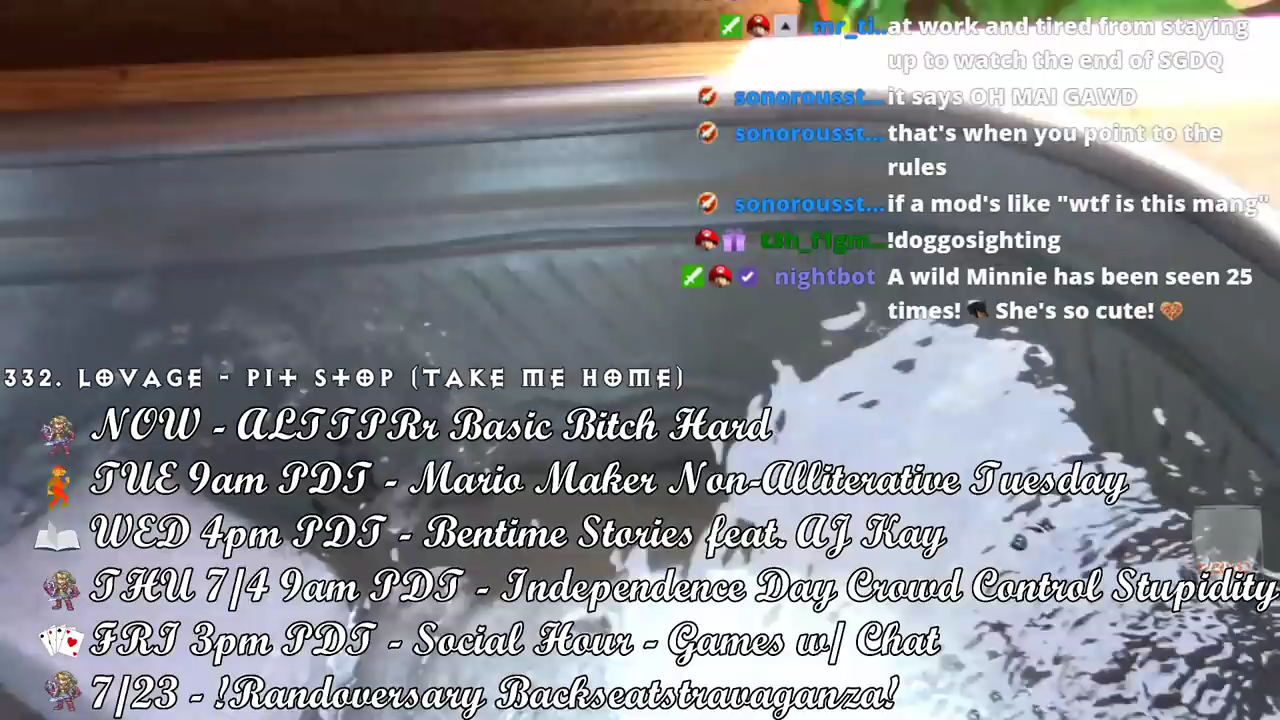 mr_ti.. at work and tired from staying
up to watch the end of SGDQ
sonorousst... it says OH MAI GAWD
sonorousst... that's when you point to the
rules
sonorousst... if a mod's like "wtf is this mang"
t3h_f1gm... !doggosighting
nightbot A wild Minnie has been seen 25
times! She's so cute!
332. LOVAGE - PIT STOP (TAKE ME HOME)
NOW - ALTTPRr Basic Bitch Hard
TUE 9am PDT - Mario Maker Non-Alliterative Tuesday
WED 4pm PDT - Bentime Stories feat. AJ Kay
THU 7/4 9am PDT - Independence Day Crowd Control Stupidity
FRI 3pm PDT - Social Hour - Games w/ Chat
7/23 - !Randoversary Backseatstravaganza!